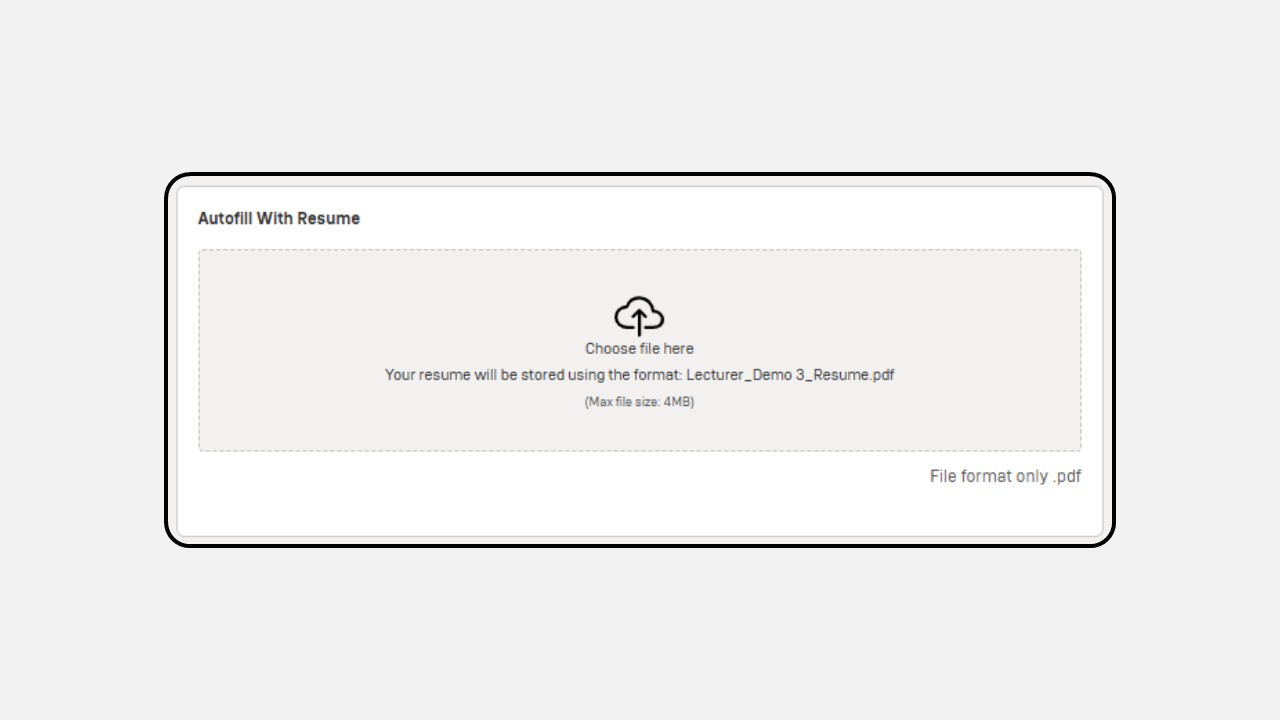 Autofill With Resume
Choose file here
Your resume will be stored using the format: Lecturer_Demo 3_Resume.pdf
(Max file size: 4MB)
File format only .pdf